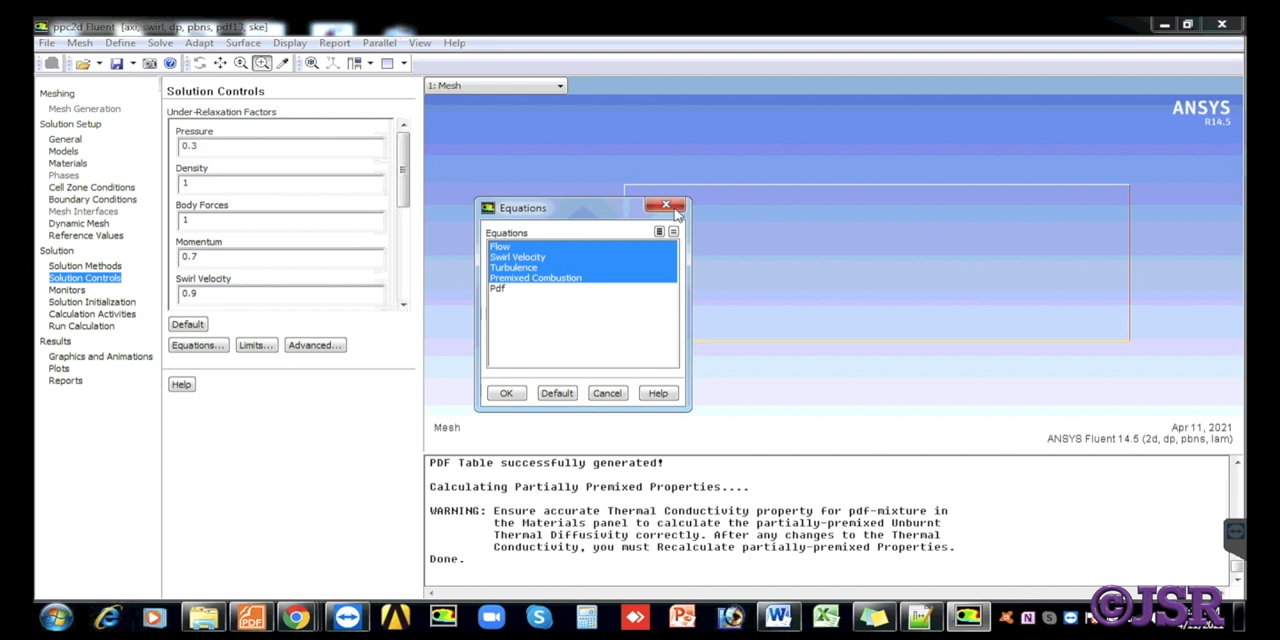 ppc2d Fluent [axi, swirl, dp, pbns, pdf13, ske]
File Mesh Define Solve Adapt Surface Display Report Parallel View Help
Meshing
Mesh Generation
Solution Setup
General
Models
Materials
Phases
Cell Zone Conditions
Boundary Conditions
Mesh Interfaces
Dynamic Mesh
Reference Values
Solution
Solution Methods
Solution Controls
Monitors
Solution Initialization
Calculation Activities
Run Calculation
Results
Graphics and Animations
Plots
Reports
Solution Controls
Under-Relaxation Factors
Pressure
0.3
Density
1
Body Forces
1
Momentum
0.7
Swirl Velocity
0.9
Default
Equations... Limits... Advanced...
Help
1: Mesh
ANSYS
R14.5
Equations
Equations
Flow
Swirl Velocity
Turbulence
Premixed Combustion
Pdf
OK Default Cancel Help
Mesh
Apr 11, 2021
ANSYS Fluent 14.5 (2d, dp, pbns, lam)
PDF Table successfully generated!
Calculating Partially Premixed Properties....
WARNING: Ensure accurate Thermal Conductivity property for pdf-mixture in
the Materials panel to calculate the partially-premixed Unburnt
Thermal Diffusivity correctly. After any changes to the Thermal
Conductivity, you must Recalculate partially-premixed Properties.
Done.
©JSR